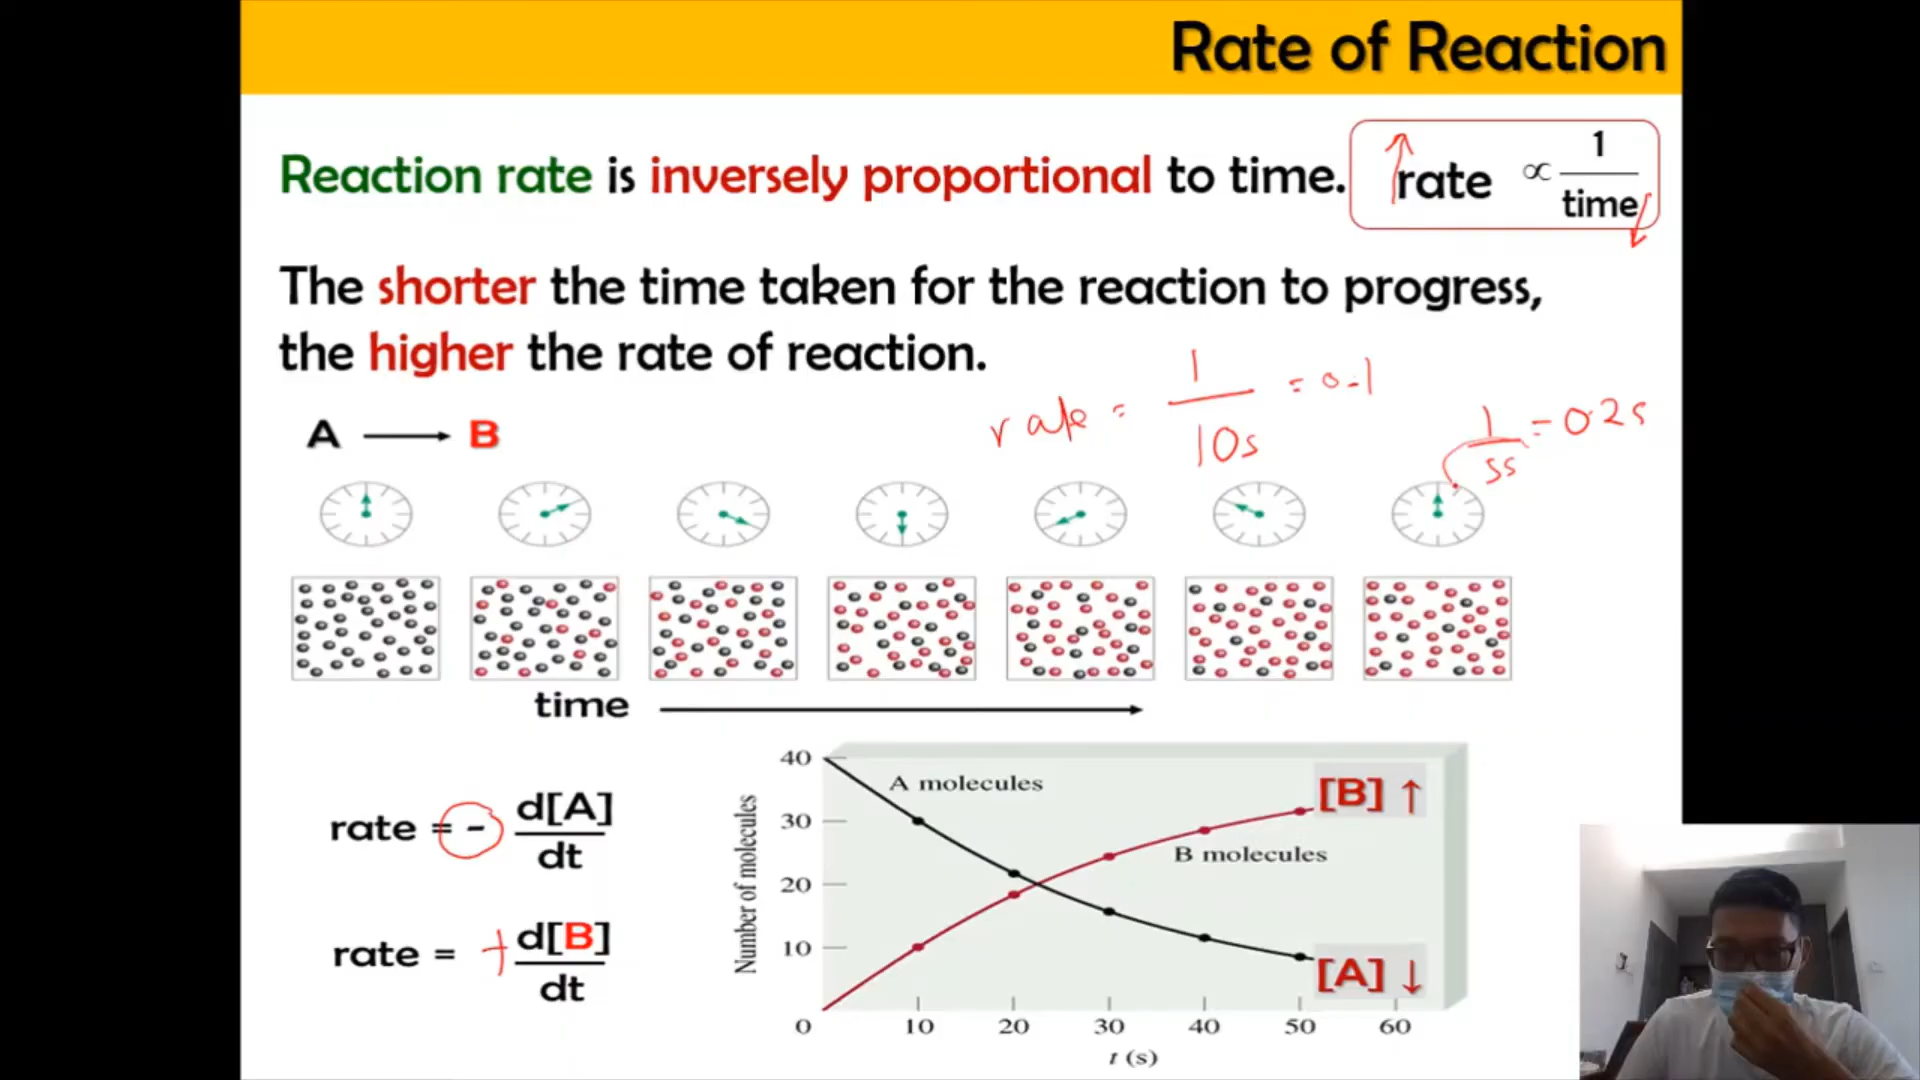 Rate of Reaction
Reaction rate is inversely proportional to time.
rate ∝ 1/time
The shorter the time taken for the reaction to progress,
the higher the rate of reaction.
rate = 1/10s = 0.1
1/5s = 0.2s
A → B
time
rate = - d[A]/dt
rate = + d[B]/dt
Number of molecules
40
30
20
10
0
A molecules
B molecules
[B] ↑
[A] ↓
10 20 30 40 50 60
t (s)